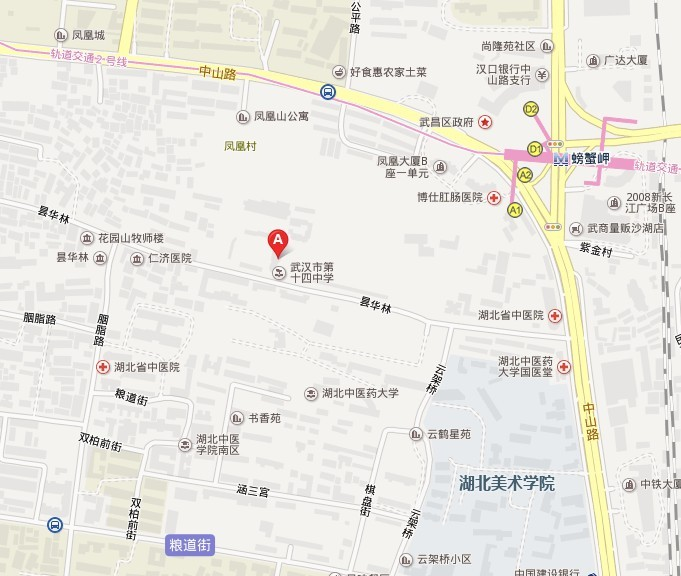 公平路
凤凰城
尚隆苑社区
广达大厦
轨道交通2号线
中山路
好食惠农家土菜
汉口银行中
山路支行
D2
凤凰山公寓
武昌区政府
凤凰村
D1
螃蟹岬
凤凰大厦B
座一单元
A2
轨道交通
博仕肛肠医院
A1
2008新长
江广场B座
昙华林
武商量贩沙湖店
花园山牧师楼
紫金村
昙华林
仁济医院
A
武汉市第
十四中学
昙华林
湖北省中医院
胭脂路
胭脂路
湖北省中医院
云架桥
湖北中医药
大学国医堂
粮道街
湖北中医药大学
中山路
书香苑
双柏前街
湖北中医
学院南区
云鹤星苑
湖北美术学院
涵三宫
棋盘街
中铁大厦
双柏前街
云架桥
粮道街
云架桥小区
中国建设银行